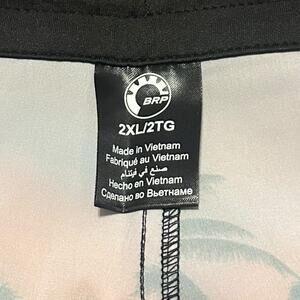 BRP
2XL/2TG
Made in Vietnam
Fabriqué au Vietnam
صنع في فيتنام
Hecho en Vietnam
Сделано во Вьетнаме